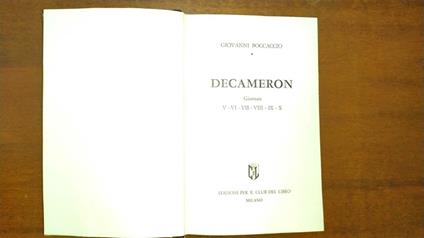 GIOVANNI BOCCACCIO
DECAMERON
Giornate
V - VI - VII - VIII - IX - X
EDIZIONI PER IL CLUB DEL LIBRO
MILANO